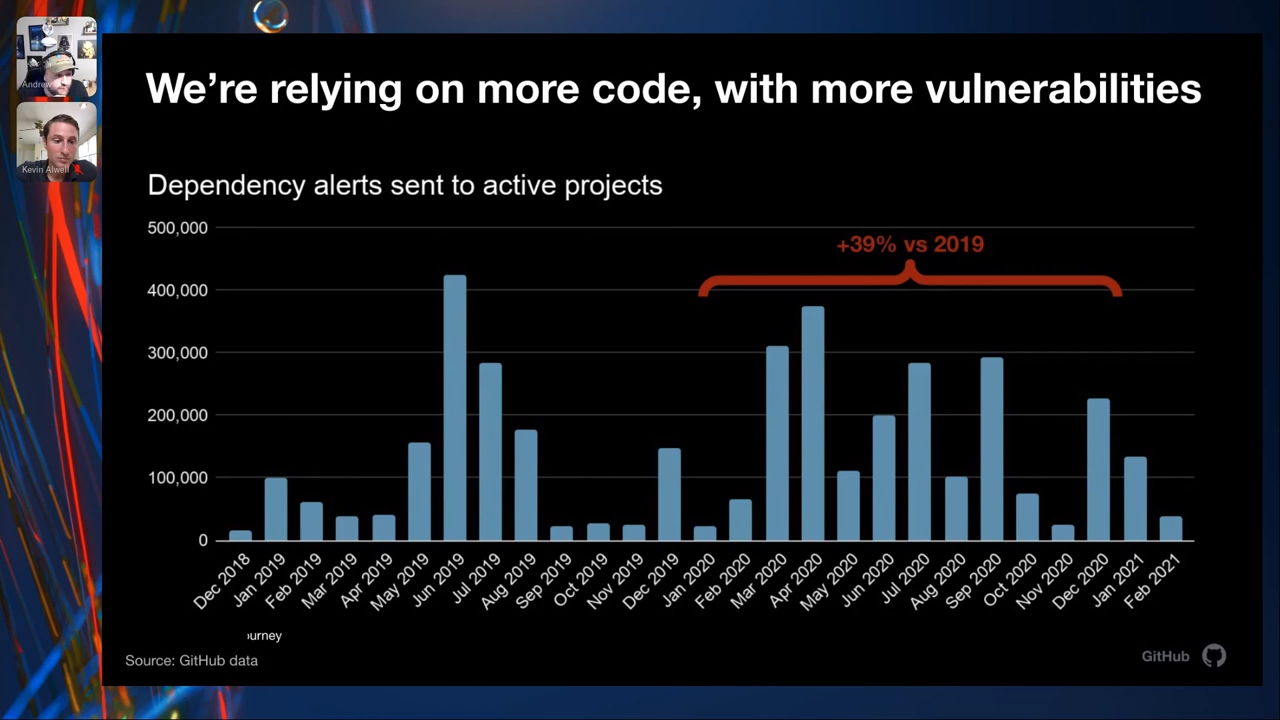 We're relying on more code, with more vulnerabilities
Andrew
Kevin Alwell
Dependency alerts sent to active projects
500,000
+39% vs 2019
400,000
300,000
200,000
100,000
0
Dec 2018
Jan 2019
Feb 2019
Mar 2019
Apr 2019
May 2019
Jun 2019
Jul 2019
Aug 2019
Sep 2019
Oct 2019
Nov 2019
Dec 2019
Jan 2020
Feb 2020
Mar 2020
Apr 2020
May 2020
Jun 2020
Jul 2020
Aug 2020
Sep 2020
Oct 2020
Nov 2020
Dec 2020
Jan 2021
Feb 2021
urney
Source: GitHub data
GitHub